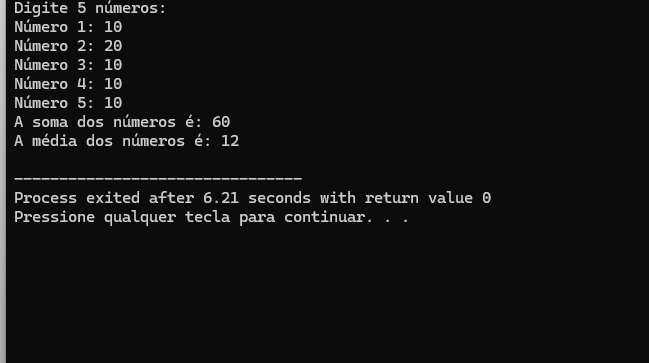 Digite 5 números:
Número 1: 10
Número 2: 20
Número 3: 10
Número 4: 10
Número 5: 10
A soma dos números é: 60
A média dos números é: 12
--------------------------------
Process exited after 6.21 seconds with return value 0
Pressione qualquer tecla para continuar. . .